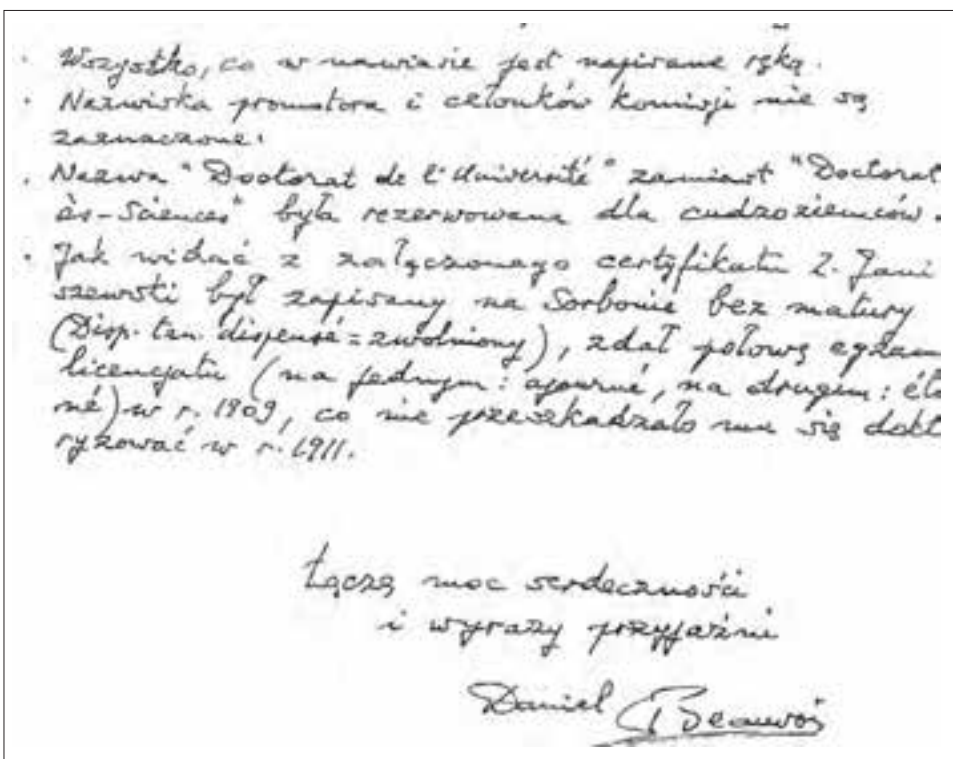 · Wszystko, co w nawiasie jest napisane ręką.
· Nazwiska promotora i członków komisji nie są
zaznaczone.
· Nazwa "Doctorat de l'Université" zamiast "Doctorat
ès-Sciences" była rezerwowana dla cudzoziemców.
· Jak widać z załączonego certyfikatu Z. Jani
szewski był zapisany na Sorbonie bez matury
(Disp. tzn. dispensé = zwolniony), zdał połowę egzam
licencjatu (na jednym: ajourné, na drugim:
né) w r. 1909, co nie przeszkadzało mu się dokt
ryzować w r. 1911.
Łączę moc serdeczności
i wyrazy przyjaźni
Daniel Beauvois